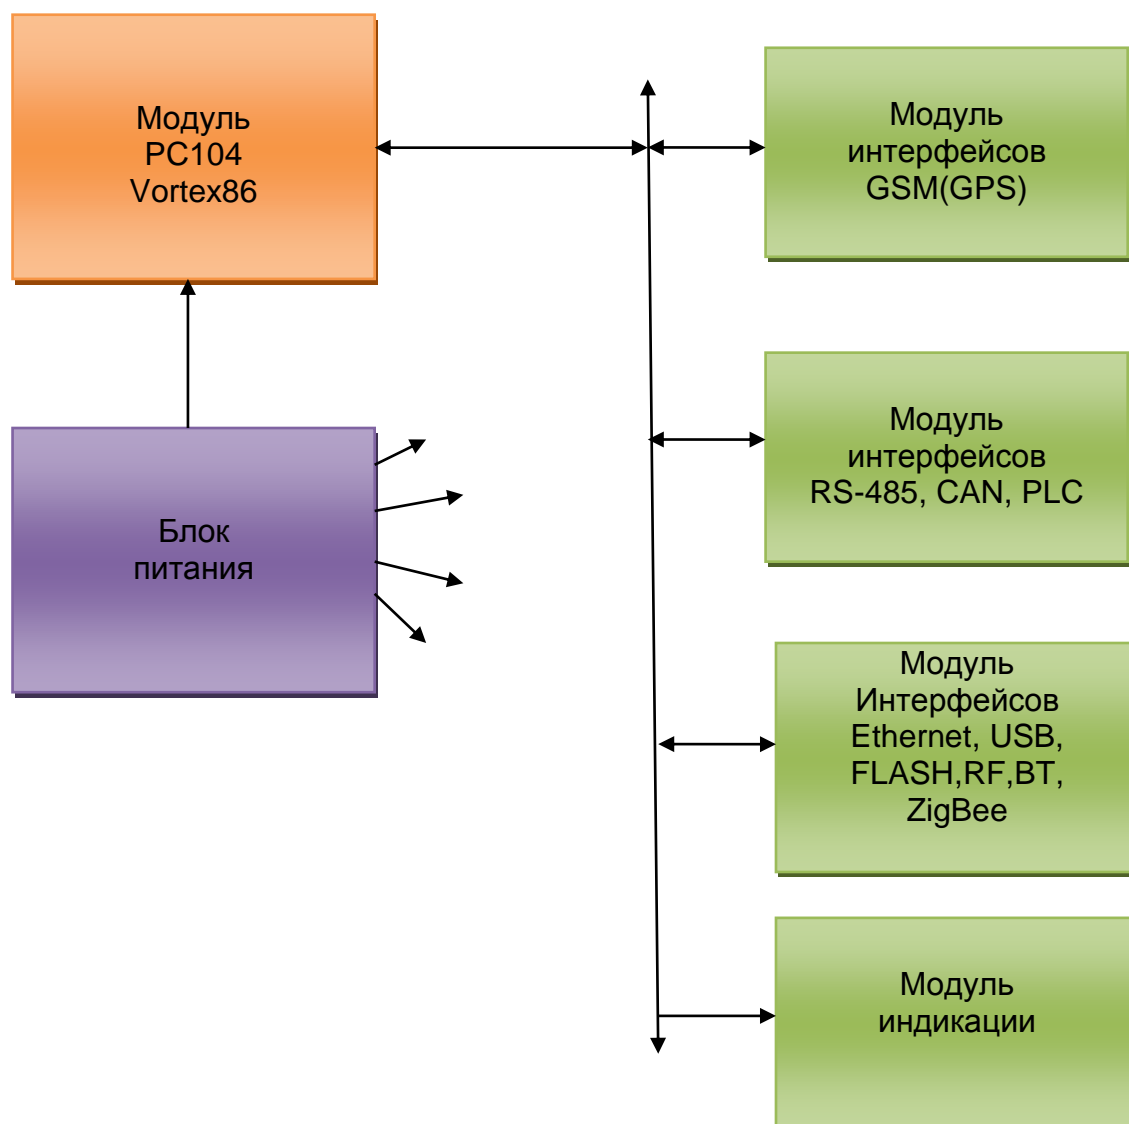 Модуль
PC104
Vortex86
Модуль
интерфейсов
GSM(GPS)
Модуль
интерфейсов
RS-485, CAN, PLC
Блок
питания
Модуль
Интерфейсов
Ethernet, USB,
FLASH,RF,BT,
ZigBee
Модуль
индикации